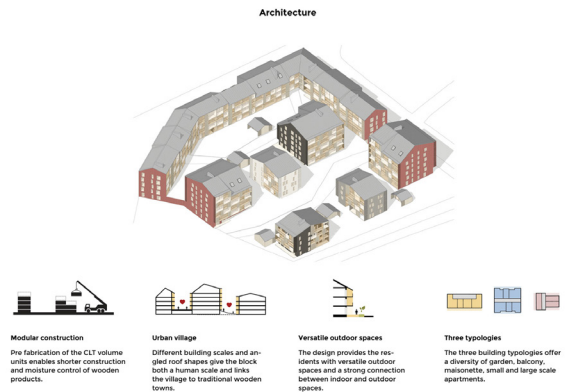 Architecture
Modular construction
Pre fabrication of the CLT volume
units enables shorter construction
and moisture control of wooden
products.
Urban village
Different building scales and an-
gled roof shapes give the block
both a human scale and links
the village to traditional wooden
towns.
Versatile outdoor spaces
The design provides the res-
idents with versatile outdoor
spaces and a strong connection
between indoor and outdoor
spaces.
Three typologies
The three building typologies offer
a diversity of garden, balcony,
maisonette, small and large scale
apartments.